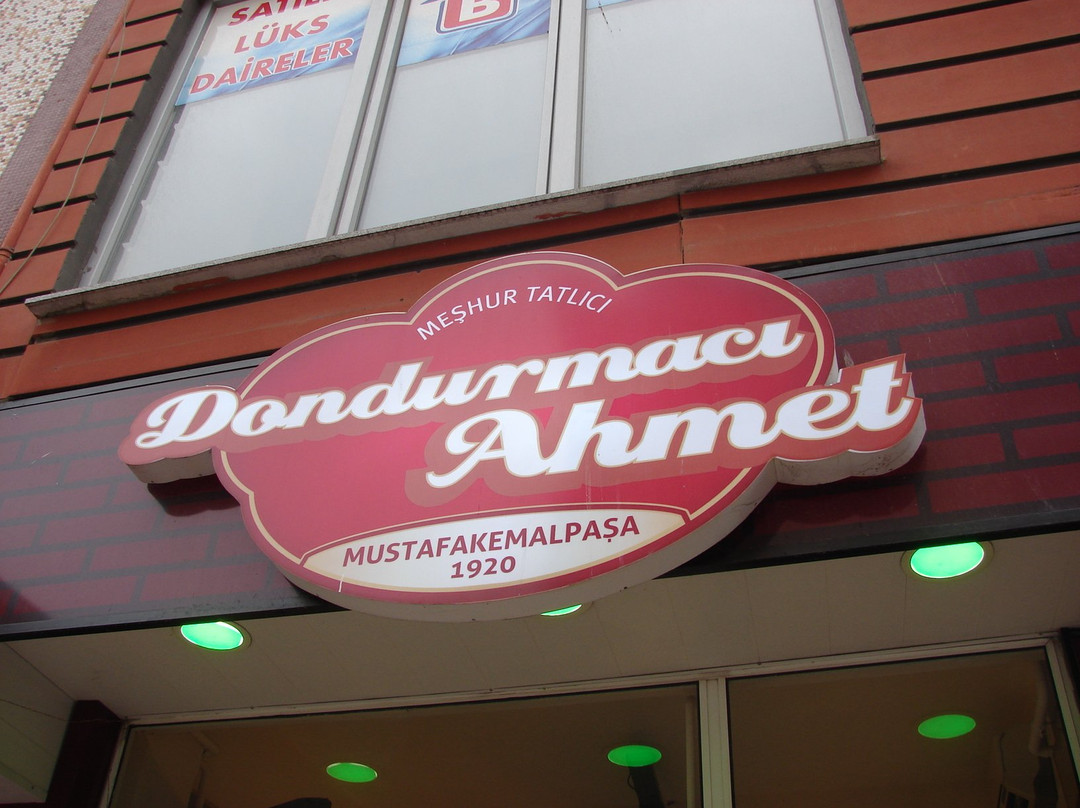 LÜKS
DAİRELER
B
MEŞHUR TATLICI
Dondurmacı
Ahmet
MUSTAFAKEMALPAŞA
1920